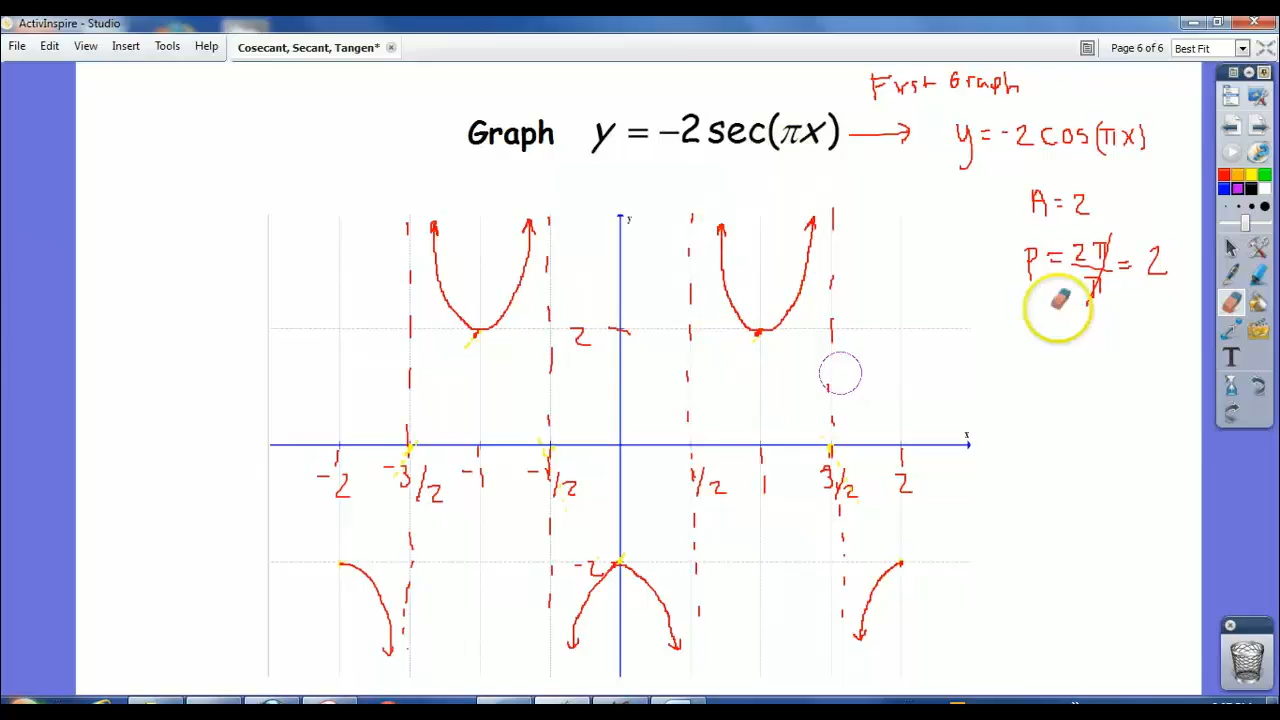 ActivInspire - Studio
File Edit View Insert Tools Help
Cosecant, Secant, Tangen*
Page 6 of 6
Best Fit
First Graph
Graph y = −2 sec(πx)
y = -2 cos(πx)
A = 2
P = 2π/π = 2
y
2
x
-2 -3/2 -1 -1/2 1/2 1 3/2 2
-2
T